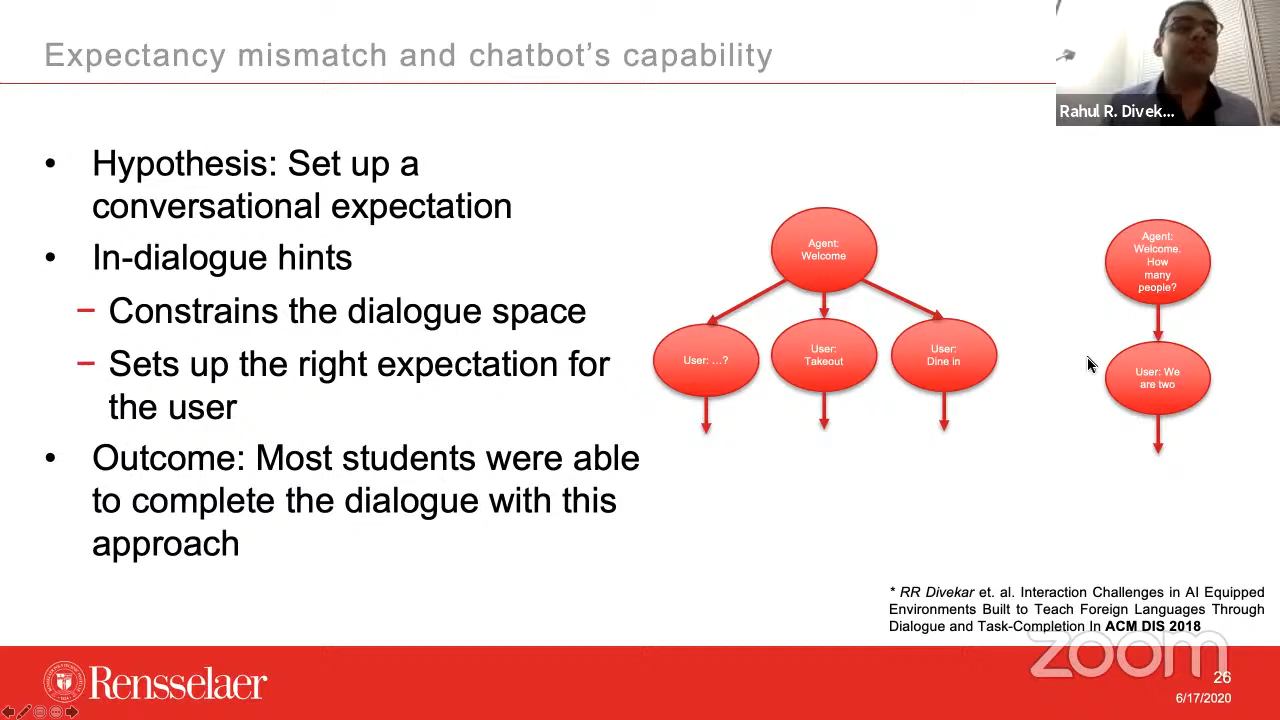 Expectancy mismatch and chatbot's capability
Rahul R. Divek...
• Hypothesis: Set up a
conversational expectation
• In-dialogue hints
− Constrains the dialogue space
− Sets up the right expectation for
the user
• Outcome: Most students were able
to complete the dialogue with this
approach
Agent:
Welcome
User: ...?
User:
Takeout
User:
Dine in
Agent:
Welcome.
How
many
people?
User: We
are two
* RR Divekar et. al. Interaction Challenges in AI Equipped
Environments Built to Teach Foreign Languages Through
Dialogue and Task-Completion In ACM DIS 2018
zoom
Rensselaer
26
6/17/2020